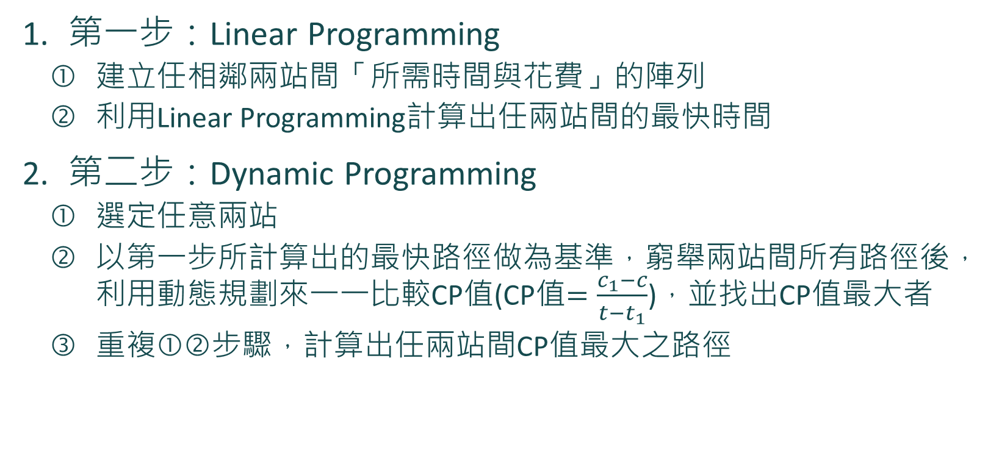 1. 第一步：Linear Programming
① 建立任相鄰兩站間「所需時間與花費」的陣列
② 利用Linear Programming計算出任兩站間的最快時間
2. 第二步：Dynamic Programming
① 選定任意兩站
② 以第一步所計算出的最快路徑做為基準，窮舉兩站間所有路徑後，
利用動態規劃來一一比較CP值(CP值= \frac{c_1-c}{t-t_1})，並找出CP值最大者
③ 重複①②步驟，計算出任兩站間CP值最大之路徑